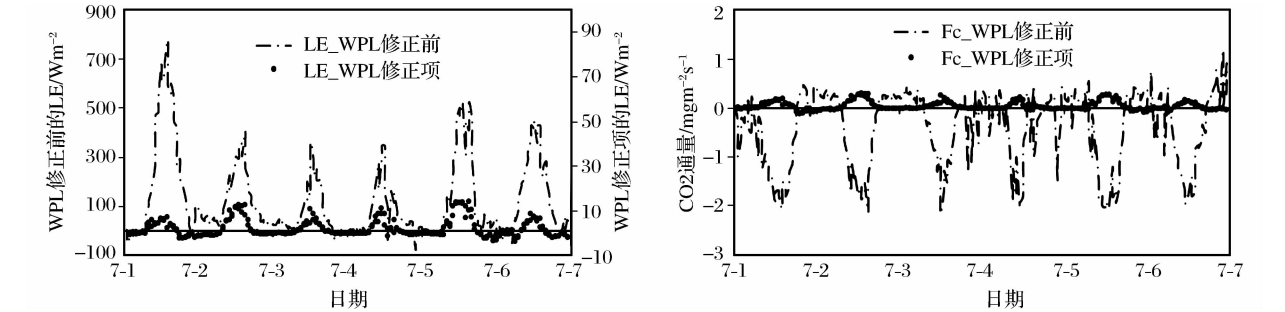 WPL修正前的LE/Wm⁻²
900
700
500
300
100
−100
LE_WPL修正前
LE_WPL修正项
90
70
50
30
10
−10
WPL修正项的LE/Wm⁻²
7-1 7-2 7-3 7-4 7-5 7-6 7-7
日期
CO2通量/mgm⁻²s⁻¹
2
1
0
−1
−2
−3
Fc_WPL修正前
Fc_WPL修正项
7-1 7-2 7-3 7-4 7-5 7-6 7-7
日期